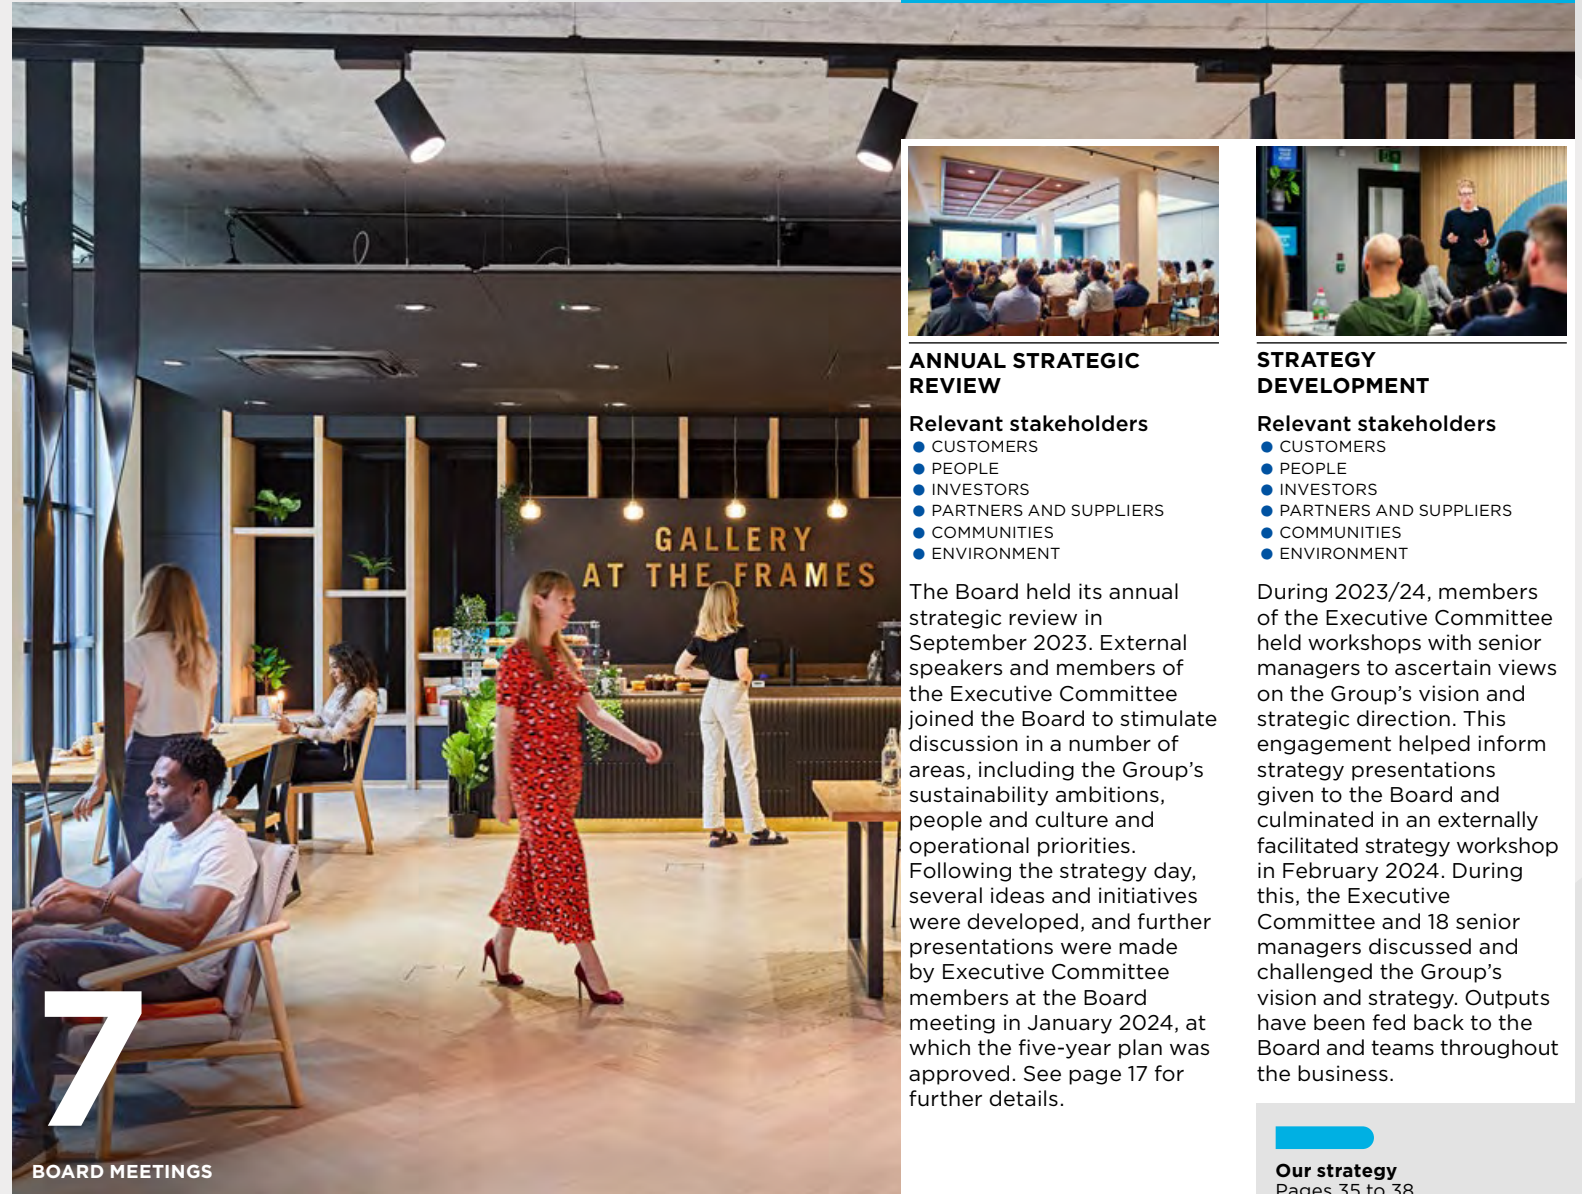 GALLERY
AT THE FRAMES
7
BOARD MEETINGS
ANNUAL STRATEGIC
REVIEW
Relevant stakeholders
● CUSTOMERS
● PEOPLE
● INVESTORS
● PARTNERS AND SUPPLIERS
● COMMUNITIES
● ENVIRONMENT
The Board held its annual
strategic review in
September 2023. External
speakers and members of
the Executive Committee
joined the Board to stimulate
discussion in a number of
areas, including the Group’s
sustainability ambitions,
people and culture and
operational priorities.
Following the strategy day,
several ideas and initiatives
were developed, and further
presentations were made
by Executive Committee
members at the Board
meeting in January 2024, at
which the five-year plan was
approved. See page 17 for
further details.
STRATEGY
DEVELOPMENT
Relevant stakeholders
● CUSTOMERS
● PEOPLE
● INVESTORS
● PARTNERS AND SUPPLIERS
● COMMUNITIES
● ENVIRONMENT
During 2023/24, members
of the Executive Committee
held workshops with senior
managers to ascertain views
on the Group’s vision and
strategic direction. This
engagement helped inform
strategy presentations
given to the Board and
culminated in an externally
facilitated strategy workshop
in February 2024. During
this, the Executive
Committee and 18 senior
managers discussed and
challenged the Group’s
vision and strategy. Outputs
have been fed back to the
Board and teams throughout
the business.
Our strategy
Pages 35 to 38